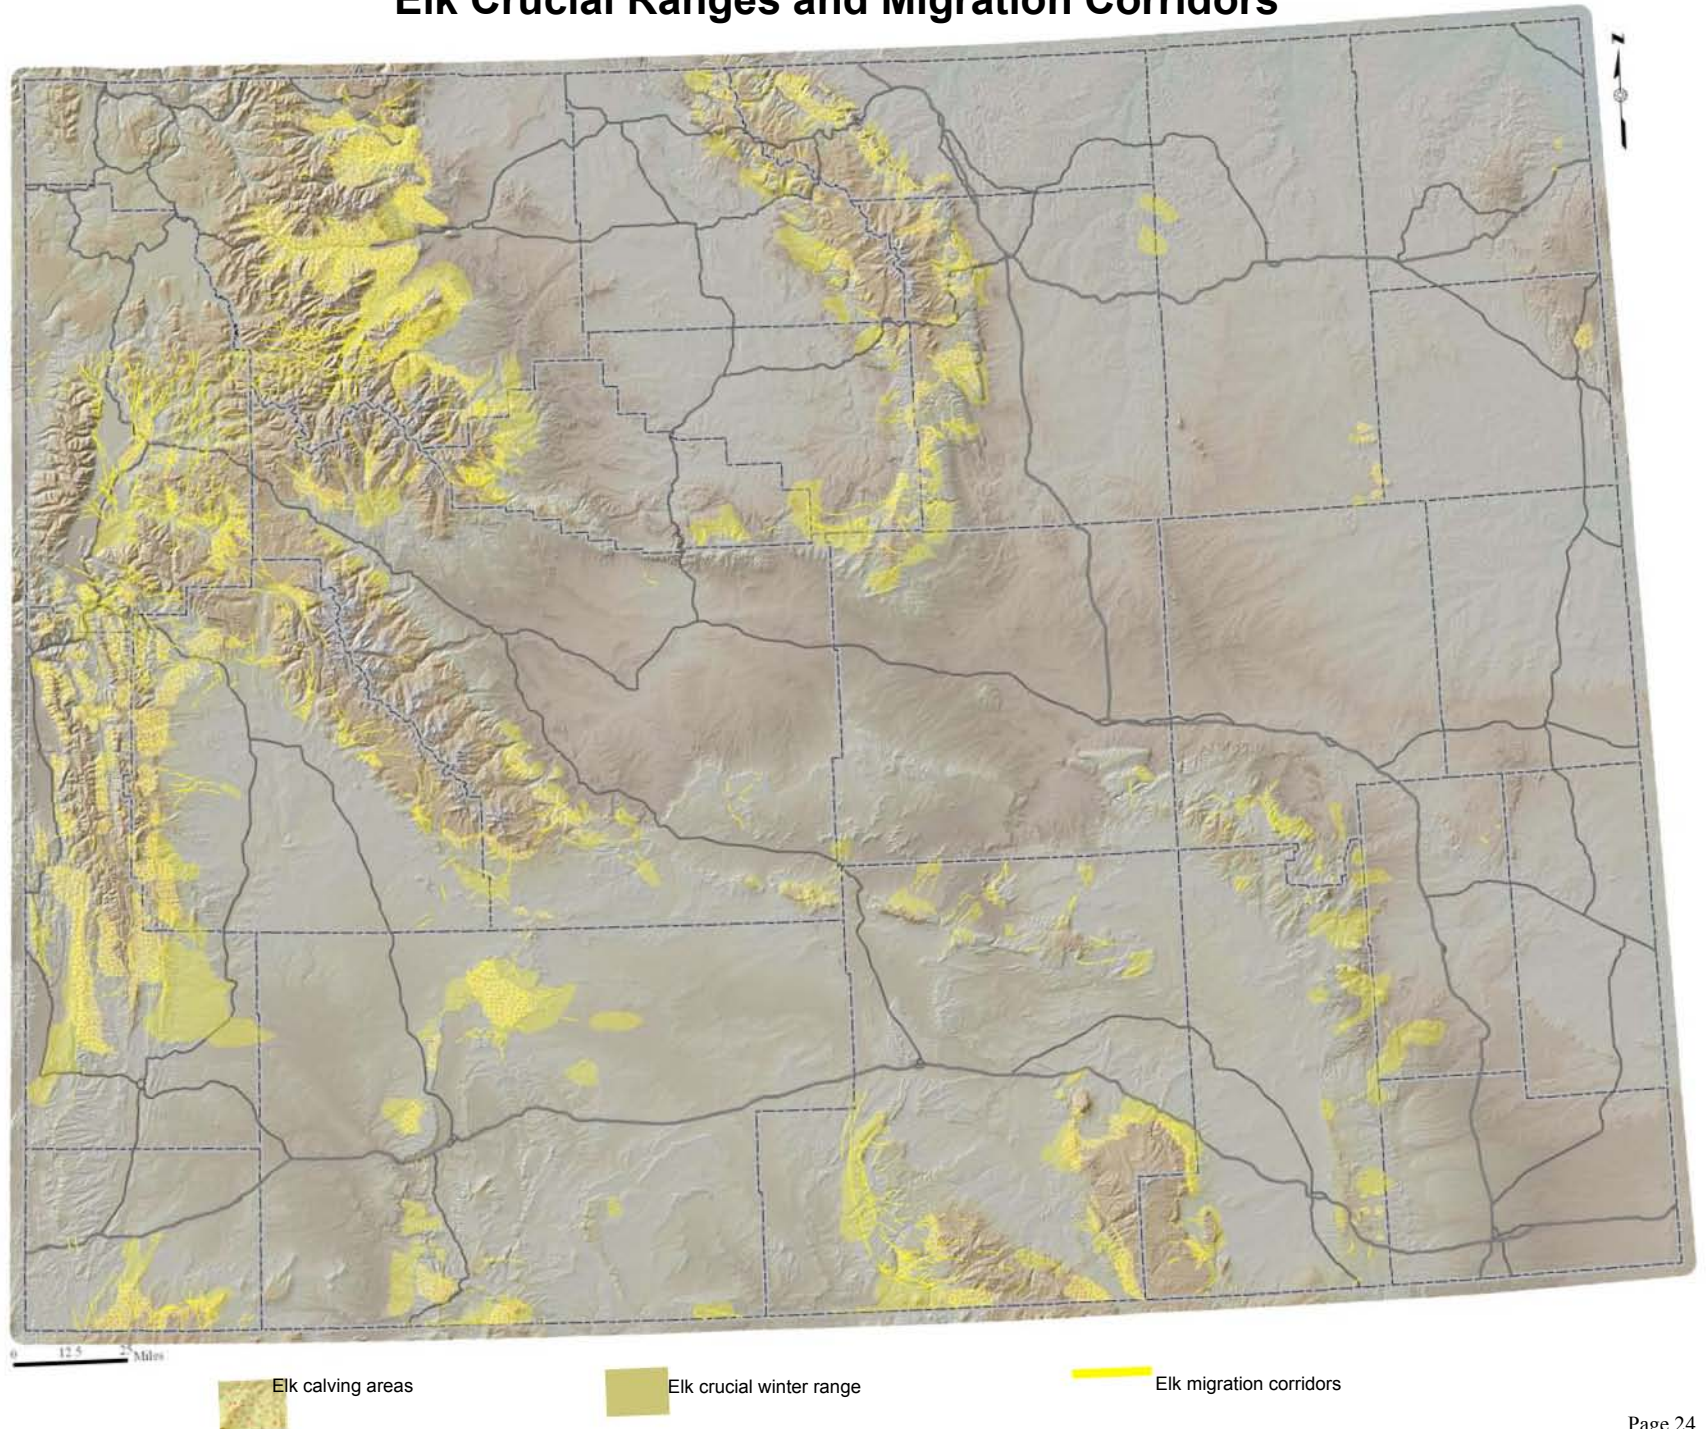 Elk Crucial Ranges and Migration Corridors
N
0 12.5 25 Miles
Elk calving areas
Elk crucial winter range
Elk migration corridors
Page 24